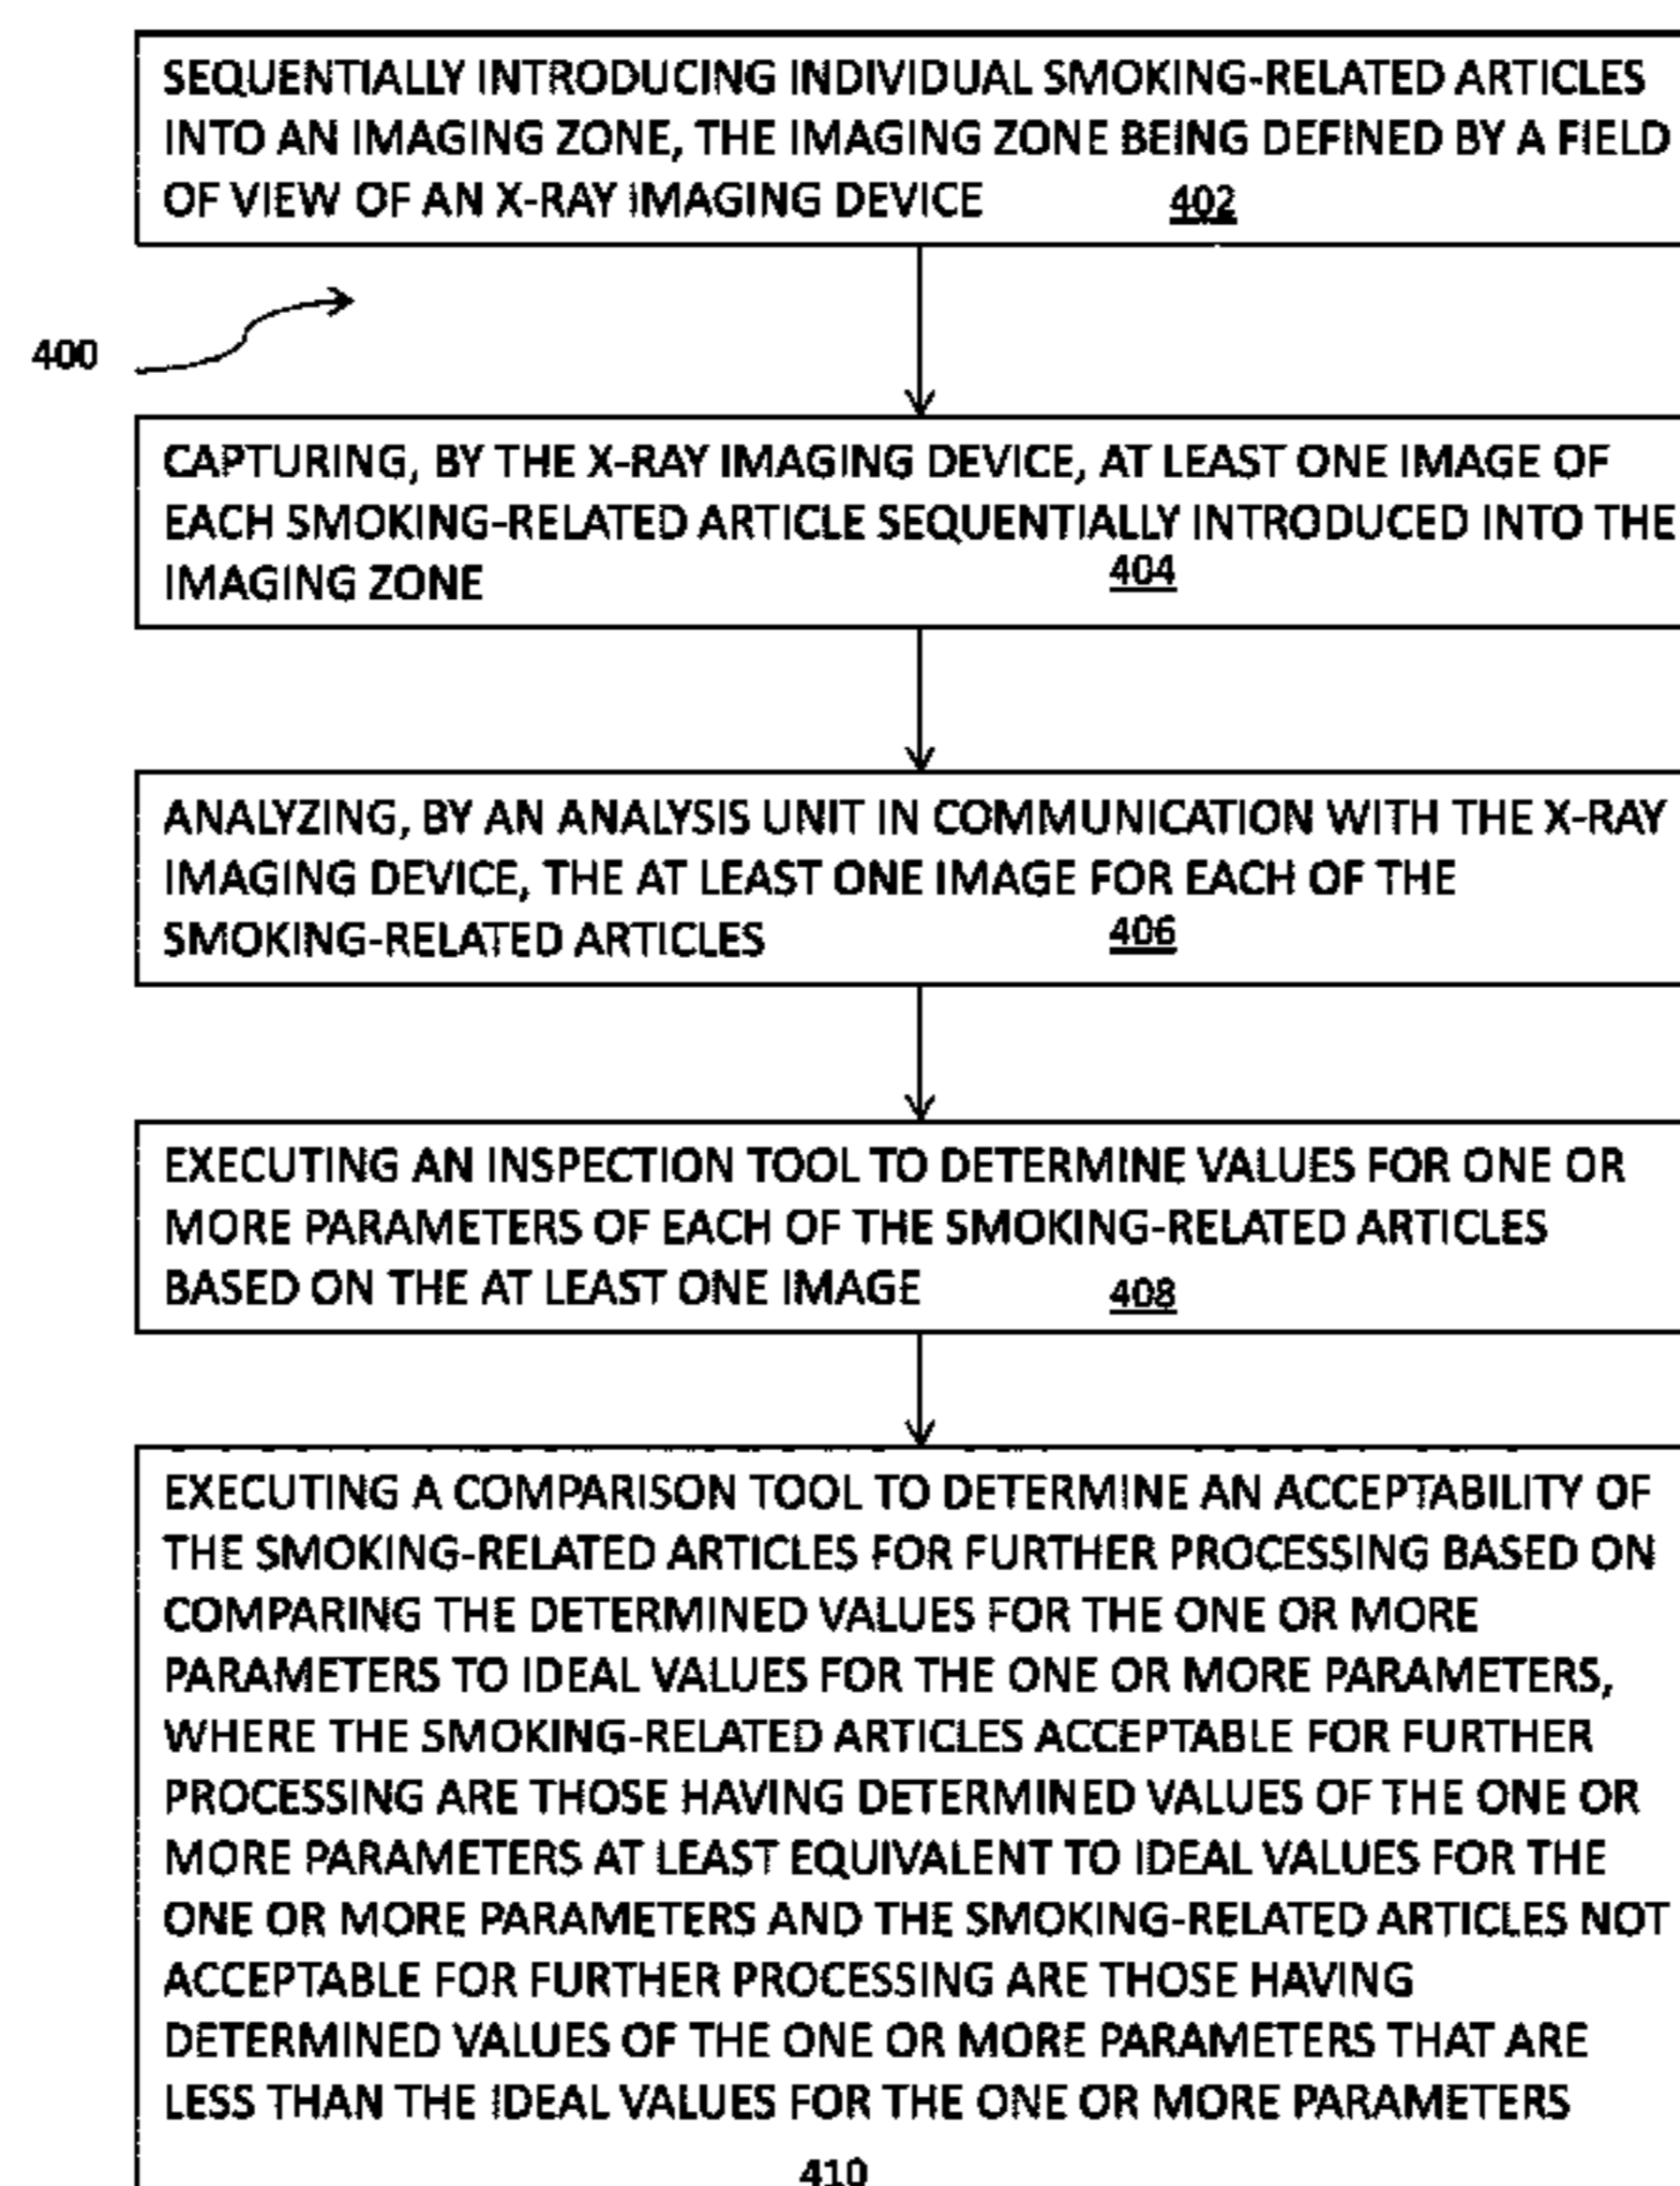 SEQUENTIALLY INTRODUCING INDIVIDUAL SMOKING-RELATED ARTICLES
INTO AN IMAGING ZONE, THE IMAGING ZONE BEING DEFINED BY A FIELD
OF VIEW OF AN X-RAY IMAGING DEVICE 402
400
CAPTURING, BY THE X-RAY IMAGING DEVICE, AT LEAST ONE IMAGE OF
EACH SMOKING-RELATED ARTICLE SEQUENTIALLY INTRODUCED INTO THE
IMAGING ZONE 404
ANALYZING, BY AN ANALYSIS UNIT IN COMMUNICATION WITH THE X-RAY
IMAGING DEVICE, THE AT LEAST ONE IMAGE FOR EACH OF THE
SMOKING-RELATED ARTICLES 406
EXECUTING AN INSPECTION TOOL TO DETERMINE VALUES FOR ONE OR
MORE PARAMETERS OF EACH OF THE SMOKING-RELATED ARTICLES
BASED ON THE AT LEAST ONE IMAGE 408
EXECUTING A COMPARISON TOOL TO DETERMINE AN ACCEPTABILITY OF
THE SMOKING-RELATED ARTICLES FOR FURTHER PROCESSING BASED ON
COMPARING THE DETERMINED VALUES FOR THE ONE OR MORE
PARAMETERS TO IDEAL VALUES FOR THE ONE OR MORE PARAMETERS,
WHERE THE SMOKING-RELATED ARTICLES ACCEPTABLE FOR FURTHER
PROCESSING ARE THOSE HAVING DETERMINED VALUES OF THE ONE OR
MORE PARAMETERS AT LEAST EQUIVALENT TO IDEAL VALUES FOR THE
ONE OR MORE PARAMETERS AND THE SMOKING-RELATED ARTICLES NOT
ACCEPTABLE FOR FURTHER PROCESSING ARE THOSE HAVING
DETERMINED VALUES OF THE ONE OR MORE PARAMETERS THAT ARE
LESS THAN THE IDEAL VALUES FOR THE ONE OR MORE PARAMETERS
410